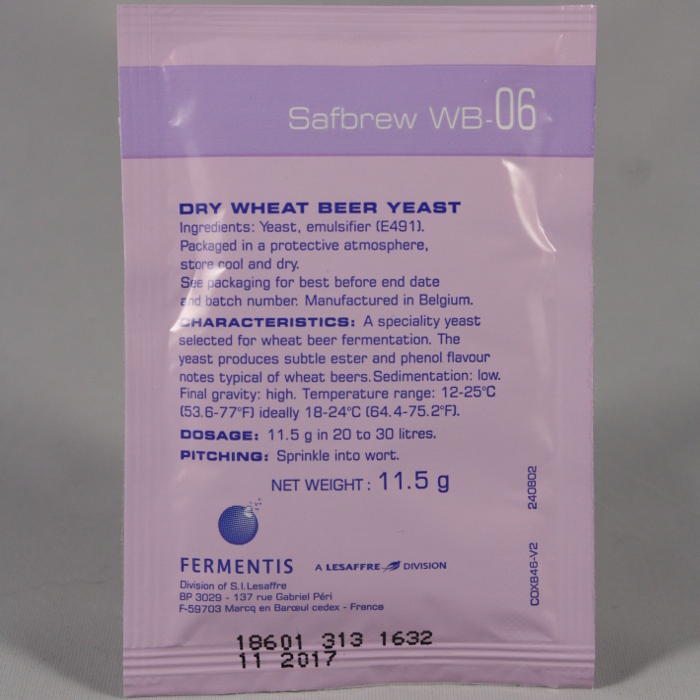 Safbrew WB-06
DRY WHEAT BEER YEAST
Ingredients: Yeast, emulsifier (E491).
Packaged in a protective atmosphere,
store cool and dry.
See packaging for best before end date
and batch number. Manufactured in Belgium.
CHARACTERISTICS: A speciality yeast
selected for wheat beer fermentation. The
yeast produces subtle ester and phenol flavour
notes typical of wheat beers. Sedimentation: low.
Final gravity: high. Temperature range: 12-25°C
(53.6-77°F) ideally 18-24°C (64.4-75.2°F).
DOSAGE: 11.5 g in 20 to 30 litres.
PITCHING: Sprinkle into wort.
NET WEIGHT : 11.5 g
FERMENTIS
A LESAFFRE DIVISION
Division of S.I.Lesaffre
BP 3029 - 137 rue Gabriel Péri
F-59703 Marcq en Barœul cedex - France
COX846-V2 240802
18601 313 1632
11 2017